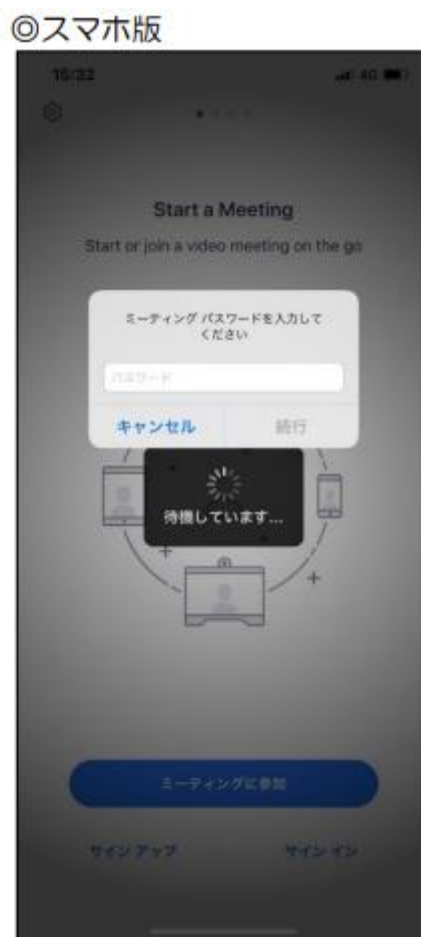 ◎スマホ版
15:32
4G
Start a Meeting
Start or join a video meeting on the go
ミーティング パスワードを入力して
ください
パスワード
キャンセル
続行
待機しています...
ミーティングに参加
サイン アップ
サイン イン